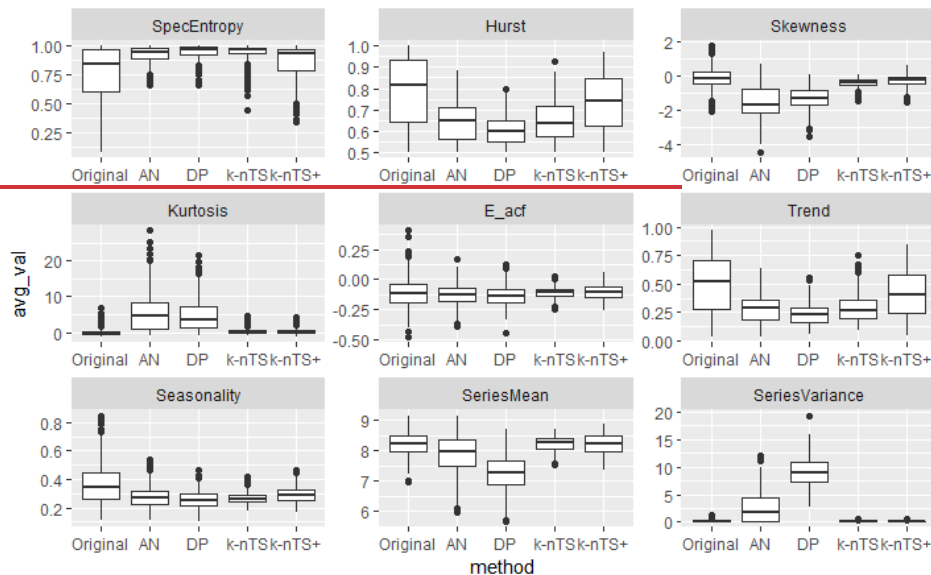 SpecEntropy Hurst Skewness
1.00 0.75 0.50 0.25
1.0 0.9 0.8 0.7 0.6 0.5
2 0 -2 -4
Original AN DP k-nTS k-nTS+ Original AN DP k-nTS k-nTS+ Original AN DP k-nTS k-nTS+
Kurtosis E_acf Trend
avg_val
20 10 0
0.25 0.00 -0.25 -0.50
1.00 0.75 0.50 0.25 0.00
Original AN DP k-nTS k-nTS+ Original AN DP k-nTS k-nTS+ Original AN DP k-nTS k-nTS+
Seasonality SeriesMean SeriesVariance
0.8 0.6 0.4 0.2
9 8 7 6
20 15 10 5 0
Original AN DP k-nTS k-nTS+ Original AN DP k-nTS k-nTS+ Original AN DP k-nTS k-nTS+
method